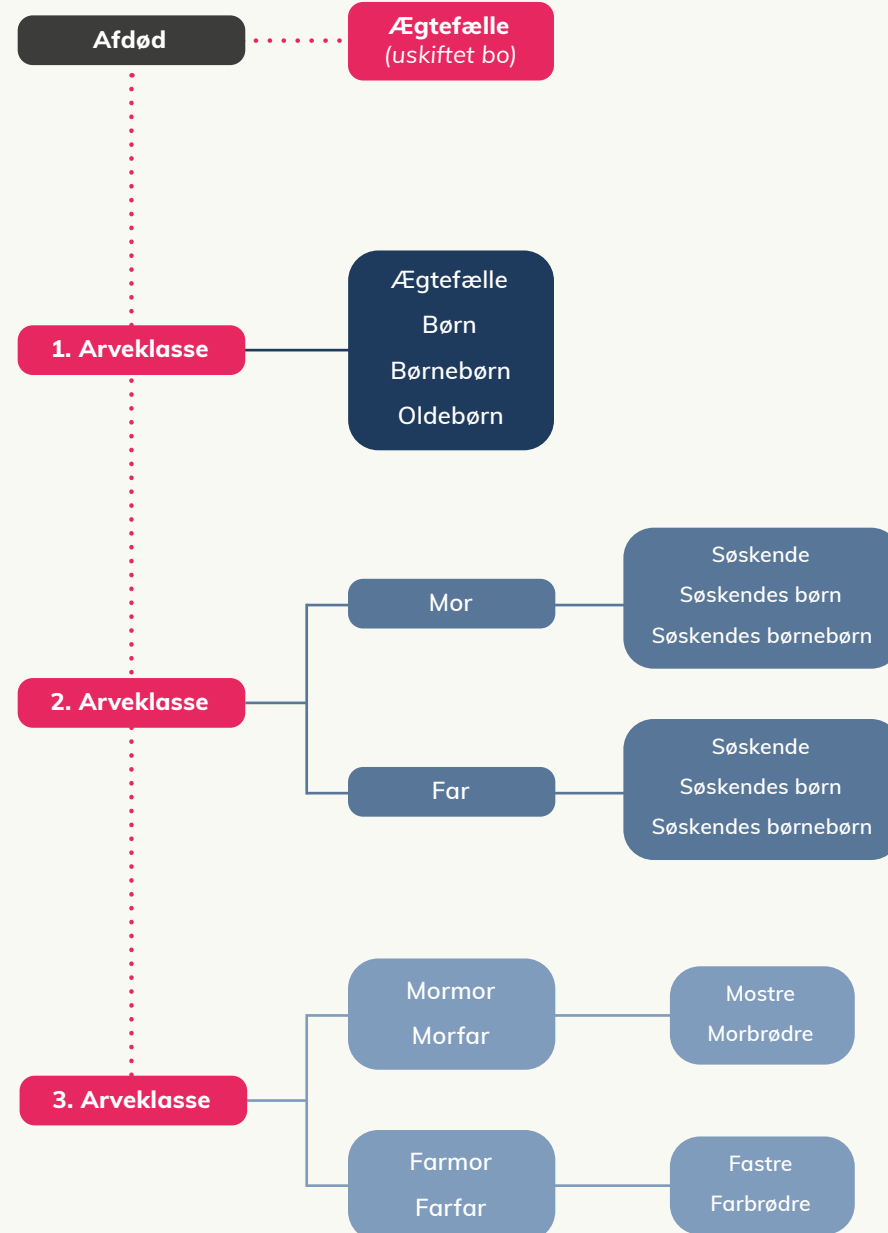 Afdød
Ægtefælle
(uskiftet bo)
1. Arveklasse
Ægtefælle
Børn
Børnebørn
Oldebørn
2. Arveklasse
Mor
Søskende
Søskendes børn
Søskendes børnebørn
Far
Søskende
Søskendes børn
Søskendes børnebørn
3. Arveklasse
Mormor
Morfar
Mostre
Morbrødre
Farmor
Farfar
Fastre
Farbrødre